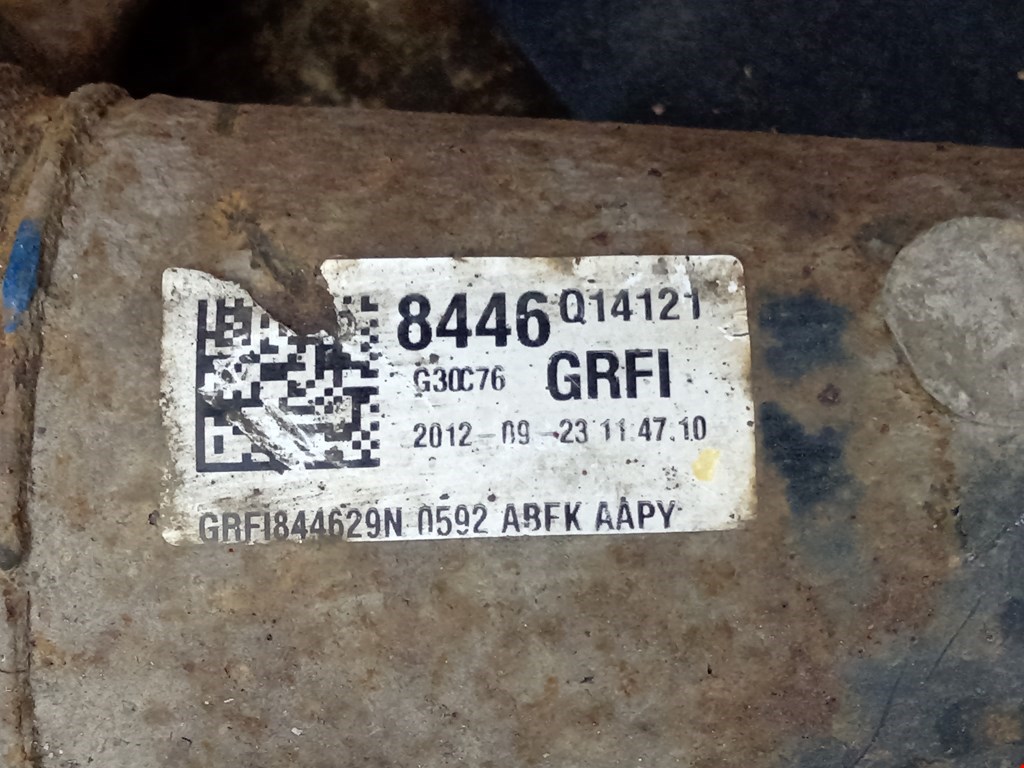 8446 Q14121
G30C76 GRFI
2012-09-23 11.47.10
GRFI844629N 0592 ABFK AAPY